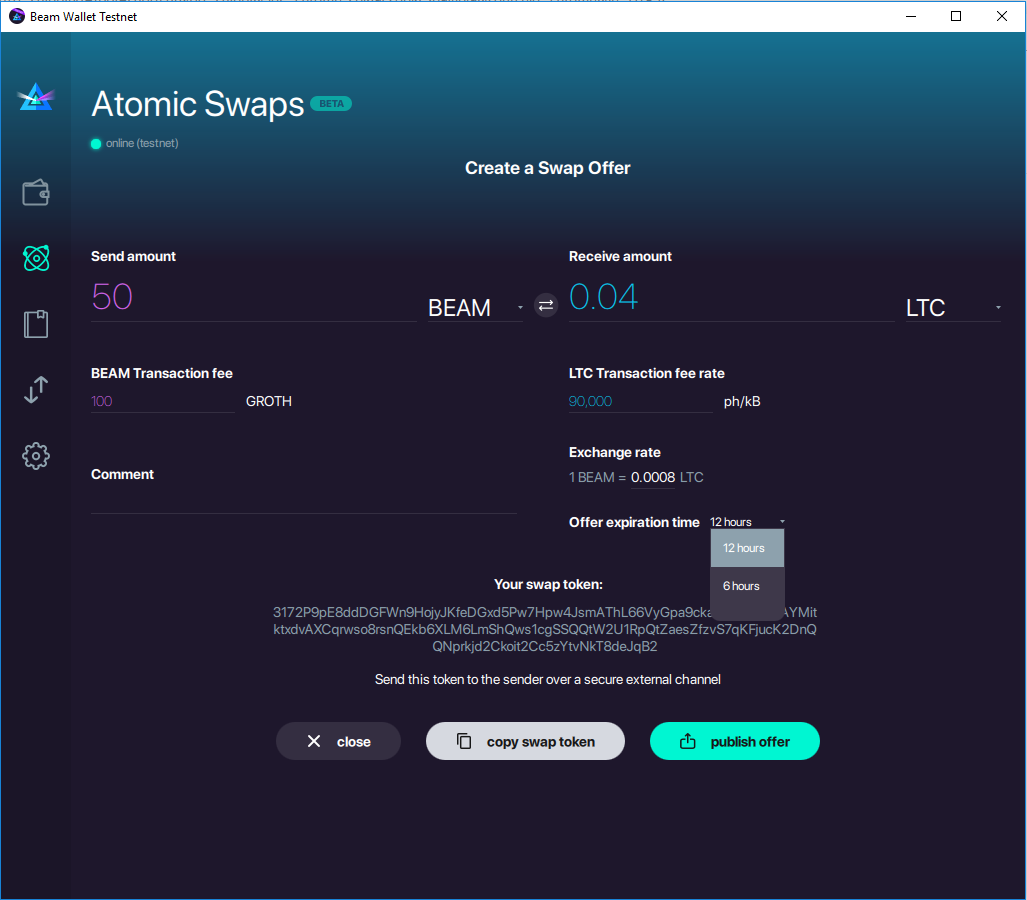 Beam Wallet Testnet
Atomic Swaps BETA
online (testnet)
Create a Swap Offer
Send amount
50 BEAM
Receive amount
0.04 LTC
BEAM Transaction fee
100 GROTH
LTC Transaction fee rate
90,000 ph/kB
Exchange rate
1 BEAM = 0.0008 LTC
Comment
Offer expiration time 12 hours
12 hours
6 hours
Your swap token:
3172P9pE8ddDGFWn9HojyJKfeDGxd5Pw7Hpw4JsmAThL66VyGpa9cka AYMit
ktxdvAXCqrwso8rsnQEkb6XLM6LmShQws1cgSSQQtW2U1RpQtZaesZfzvS7qKFjucK2DnQ
QNprkjd2Ckoit2Cc5zYtvNkT8deJqB2
Send this token to the sender over a secure external channel
close
copy swap token
publish offer